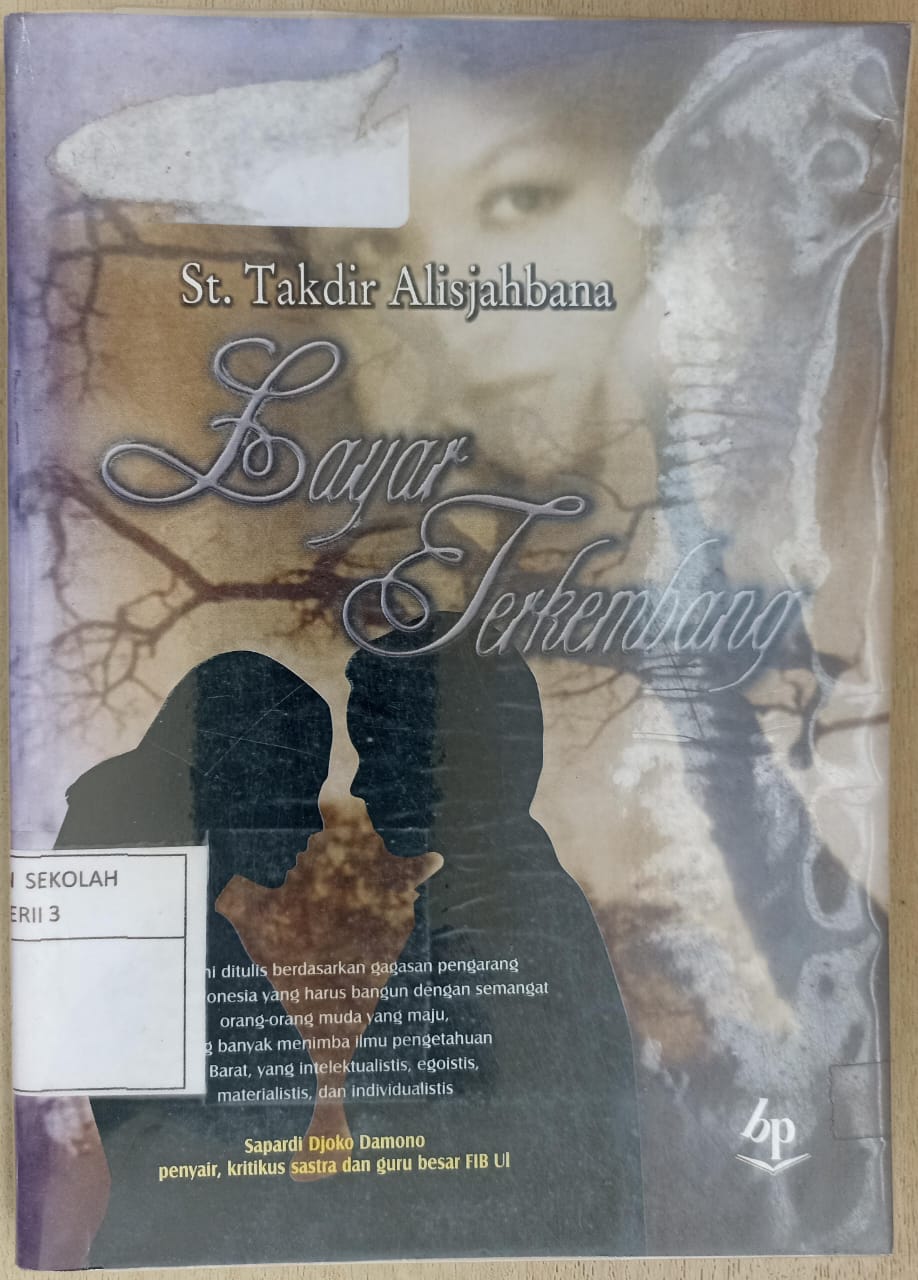 St. Takdir Alisjahbana
Layar
Terkembang
SEKOLAH
ERII 3
ni ditulis berdasarkan gagasan pengarang
onesia yang harus bangun dengan semangat
orang-orang muda yang maju,
g banyak menimba ilmu pengetahuan
Barat, yang intelektualistis, egoistis,
materialistis, dan individualistis
Sapardi Djoko Damono
penyair, kritikus sastra dan guru besar FIB UI
bp